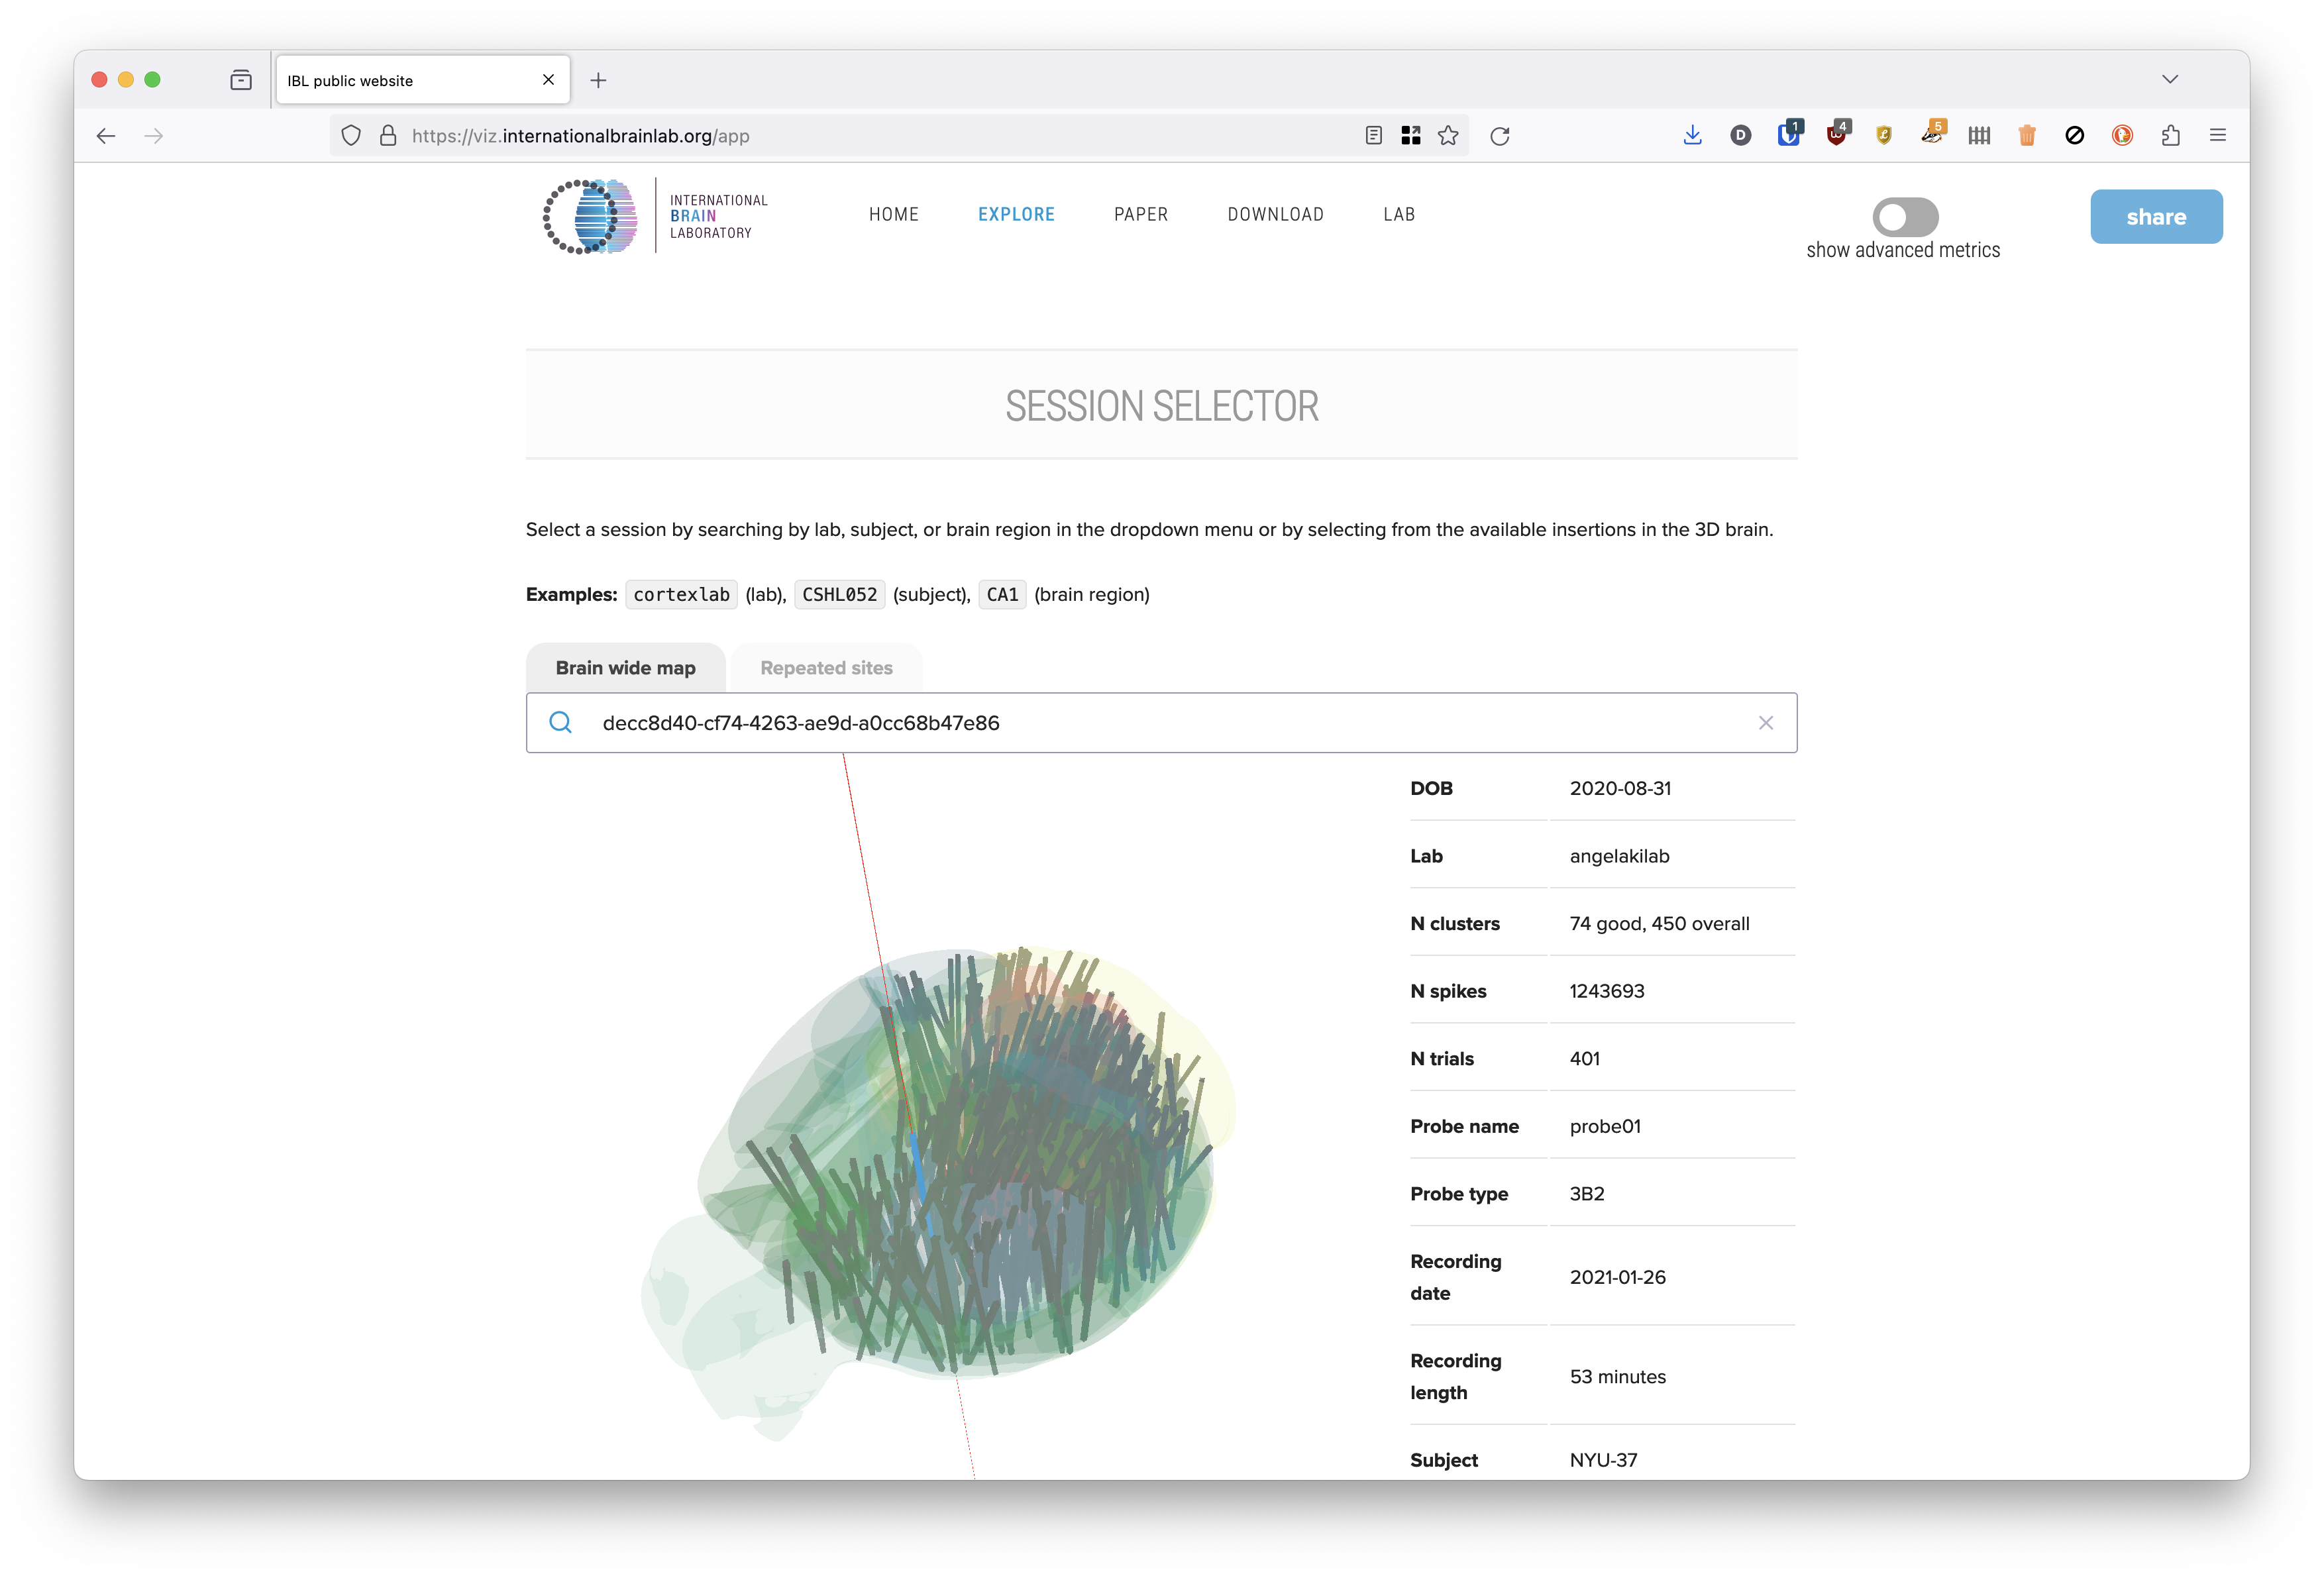 IBL public website
https://viz.internationalbrainlab.org/app
D
1
4
5
INTERNATIONAL
BRAIN
LABORATORY
HOME EXPLORE PAPER DOWNLOAD LAB
show advanced metrics
share
SESSION SELECTOR
Select a session by searching by lab, subject, or brain region in the dropdown menu or by selecting from the available insertions in the 3D brain.
Examples: cortexlab (lab), CSHL052 (subject), CA1 (brain region)
Brain wide map Repeated sites
decc8d40-cf74-4263-ae9d-a0cc68b47e86
DOB 2020-08-31
Lab angelakilab
N clusters 74 good, 450 overall
N spikes 1243693
N trials 401
Probe name probe01
Probe type 3B2
Recording
date 2021-01-26
Recording
length 53 minutes
Subject NYU-37